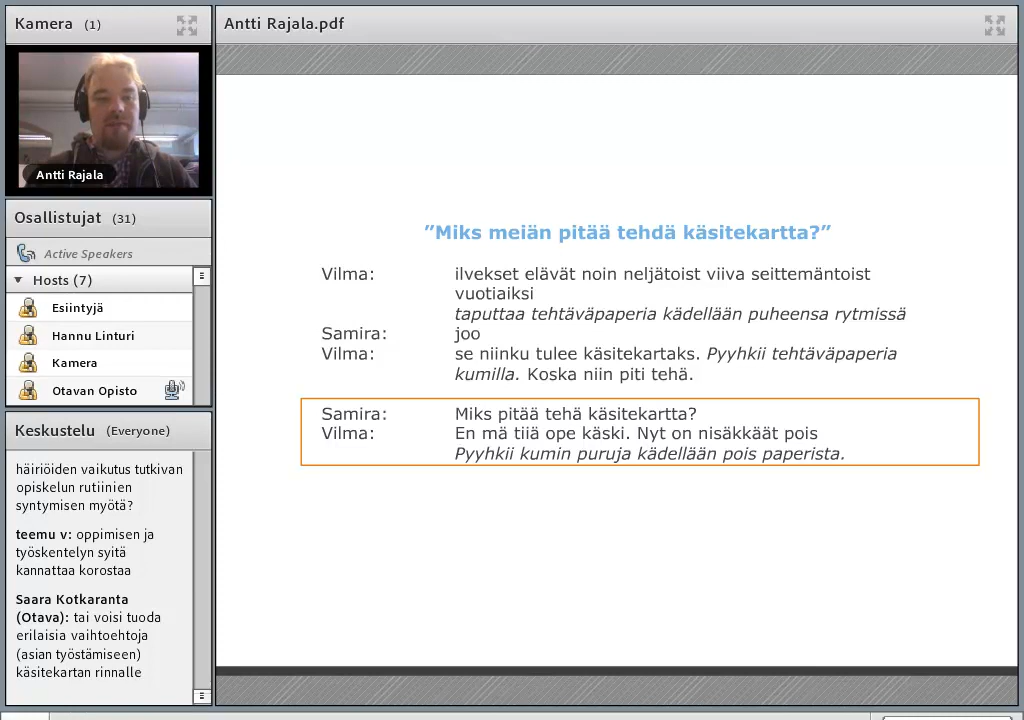 Kamera (1)
Antti Rajala
Osallistujat (31)
Active Speakers
Hosts (7)
Esiintyjä
Hannu Linturi
Kamera
Otavan Opisto
Keskustelu (Everyone)
häiriöiden vaikutus tutkivan
opiskelun rutiinien
syntymisen myötä?
teemu v: oppimisen ja
työskentelyn syitä
kannattaa korostaa
Saara Kotkaranta
(Otava): tai voisi tuoda
erilaisia vaihtoehtoja
(asian työstämiseen)
käsitekartan rinnalle
Antti Rajala.pdf
”Miks meiän pitää tehdä käsitekartta?”
Vilma: ilvekset elävät noin neljätoist viiva seittemäntoist
vuotiaiksi
taputtaa tehtäväpaperia kädellään puheensa rytmissä
Samira: joo
Vilma: se niinku tulee käsitekartaks. Pyyhkii tehtäväpaperia
kumilla. Koska niin piti tehä.
Samira: Miks pitää tehä käsitekartta?
Vilma: En mä tiiä ope käski. Nyt on nisäkkäät pois
Pyyhkii kumin puruja kädellään pois paperista.